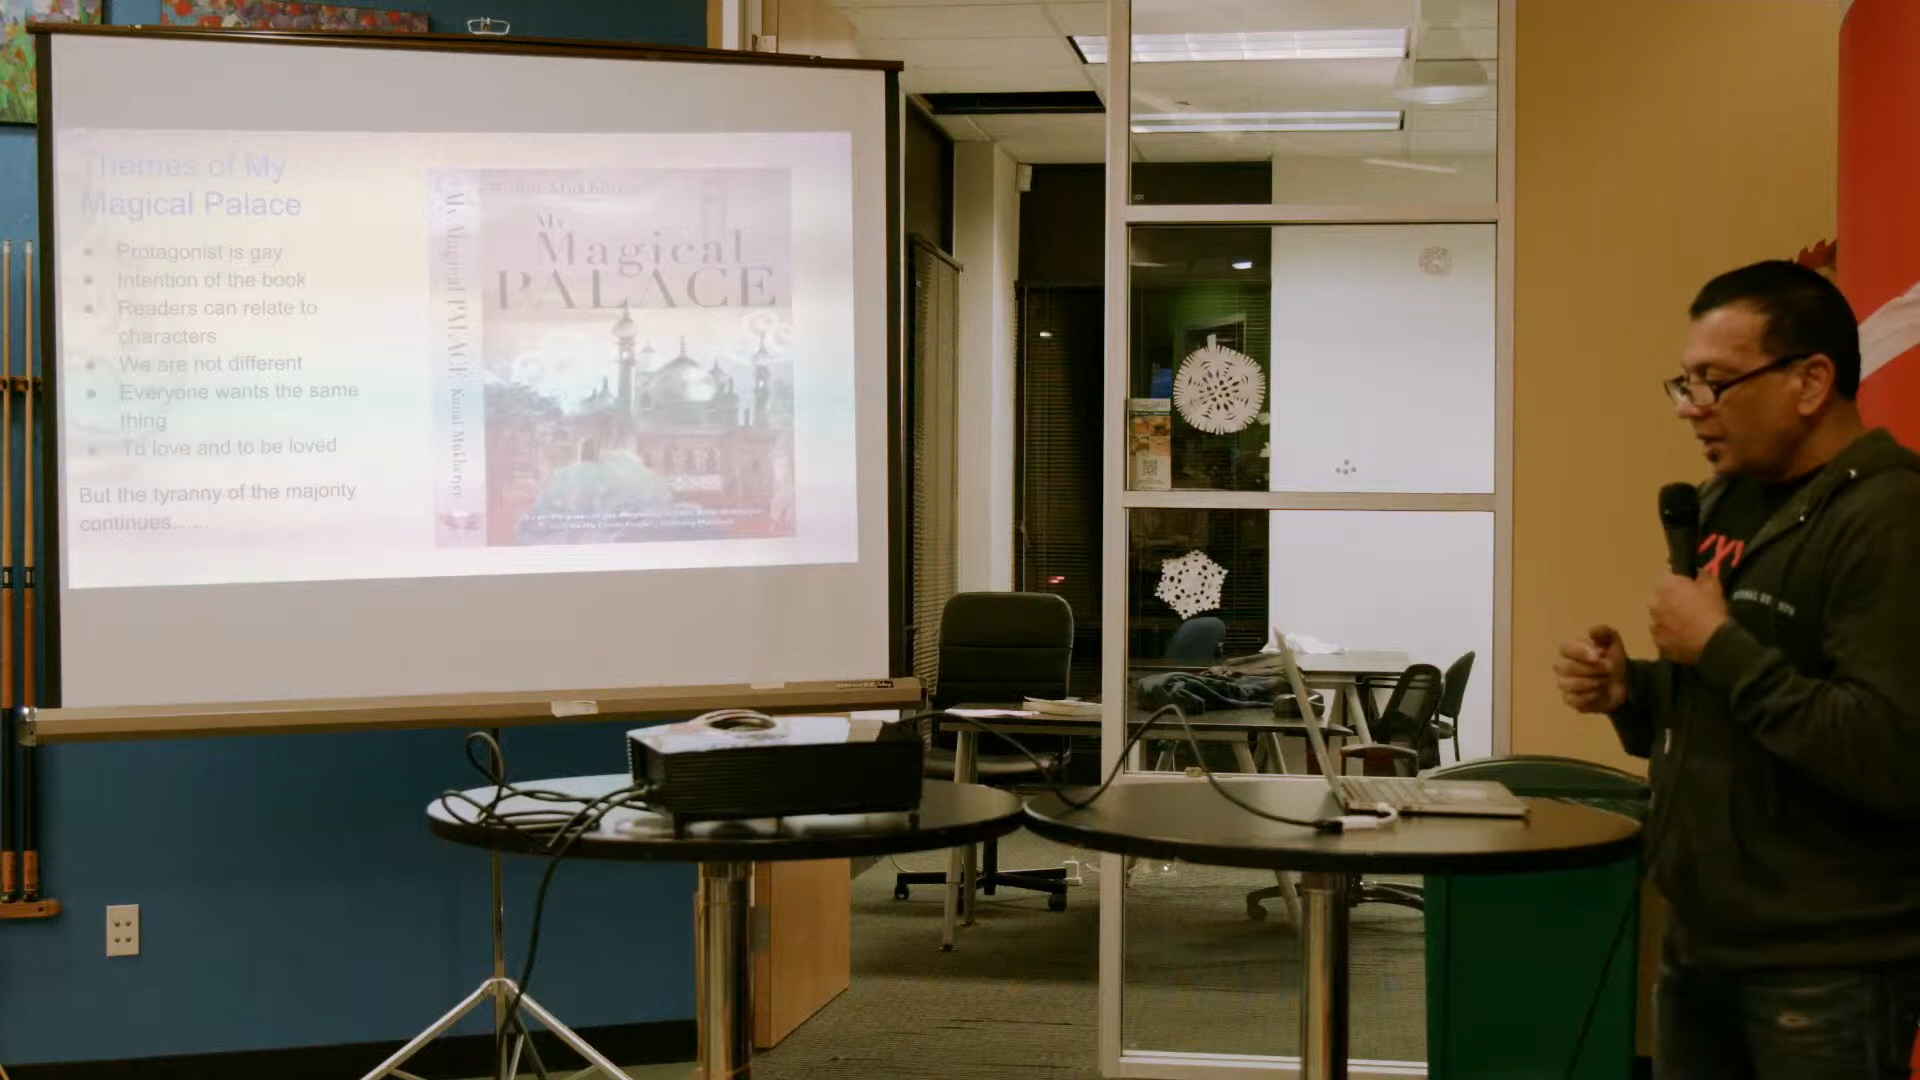 Themes of My
Magical Palace
Protagonist is gay
Intention of the book
Readers can relate to
characters
We are not different
Everyone wants the same
thing
To love and to be loved
But the tyranny of the majority
continues......
My
Magical
PALACE
My Magical PALACE Kunal Mukherjee